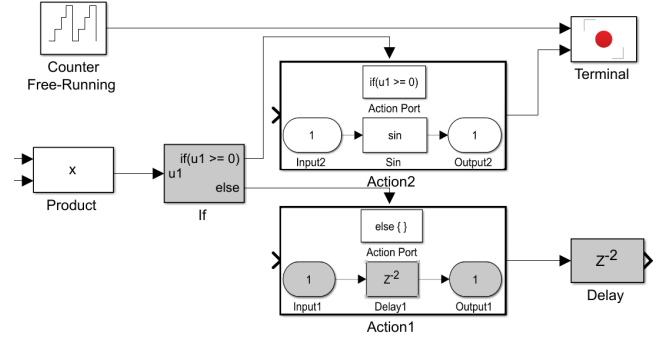 Counter
Free-Running
Terminal
if(u1 >= 0)
Action Port
1
sin
1
Input2
Sin
Output2
Action2
x
Product
u1
if(u1 >= 0)
else
If
else { }
Action Port
1
Z-2
1
Input1
Delay1
Output1
Action1
Z-2
Delay